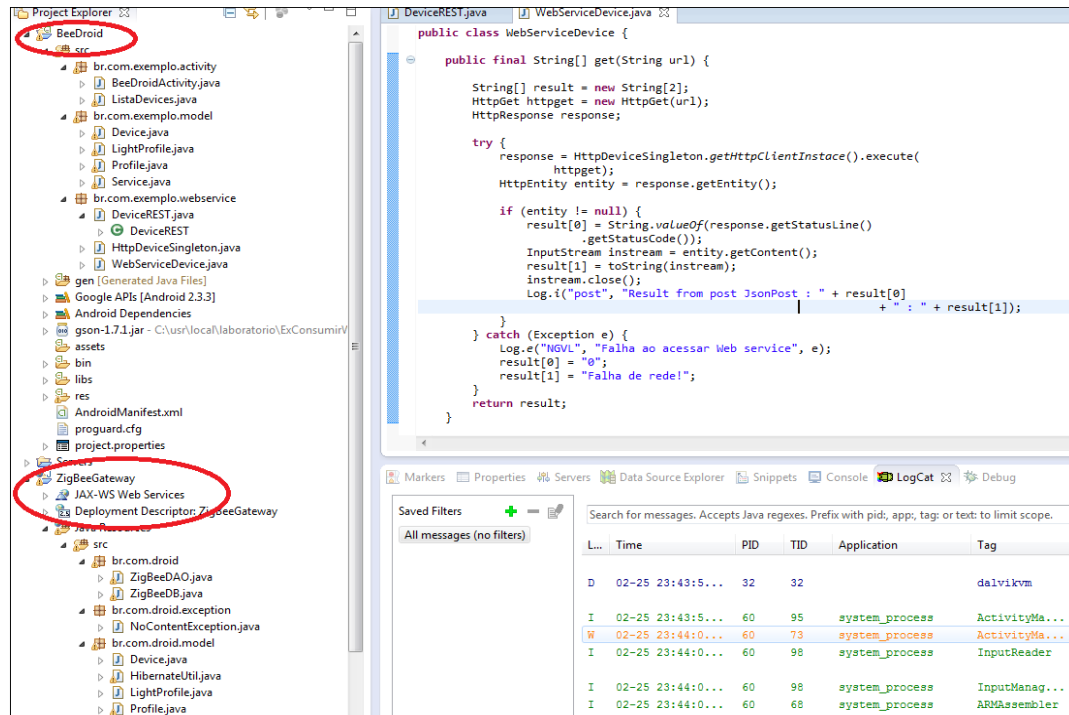 Project Explorer
BeeDroid
src
br.com.exemplo.activity
BeeDroidActivity.java
ListaDevices.java
br.com.exemplo.model
Device.java
LightProfile.java
Profile.java
Service.java
br.com.exemplo.webservice
DeviceREST.java
DeviceREST
HttpDeviceSingleton.java
WebServiceDevice.java
gen [Generated Java Files]
Google APIs [Android 2.3.3]
Android Dependencies
gson-1.7.1.jar - C:\usr\local\laboratorio\ExConsumirW
assets
bin
libs
res
AndroidManifest.xml
proguard.cfg
project.properties
Servers
ZigBeeGateway
JAX-WS Web Services
Deployment Descriptor: ZigBeeGateway
Java Resources
src
br.com.droid
ZigBeeDAO.java
ZigBeeDB.java
br.com.droid.exception
NoContentException.java
br.com.droid.model
Device.java
HibernateUtil.java
LightProfile.java
Profile.java
DeviceREST.java WebServiceDevice.java
public class WebServiceDevice {
public final String[] get(String url) {
String[] result = new String[2];
HttpGet httpget = new HttpGet(url);
HttpResponse response;
try {
response = HttpDeviceSingleton.getHttpClientInstace().execute(
httpget);
HttpEntity entity = response.getEntity();
if (entity != null) {
result[0] = String.valueOf(response.getStatusLine()
.getStatusCode());
InputStream instream = entity.getContent();
result[1] = toString(instream);
instream.close();
Log.i("post", "Result from post JsonPost : " + result[0]
+ " : " + result[1]);
}
} catch (Exception e) {
Log.e("NGVL", "Falha ao acessar Web service", e);
result[0] = "0";
result[1] = "Falha de rede!";
}
return result;
}
Markers Properties Servers Data Source Explorer Snippets Console LogCat Debug
Saved Filters
All messages (no filters)
Search for messages. Accepts Java regexes. Prefix with pid:, app:, tag: or text: to limit scope.
L... Time PID TID Application Tag
D 02-25 23:43:5... 32 32 dalvikvm
I 02-25 23:43:5... 60 95 system_process ActivityMa...
W 02-25 23:44:0... 60 73 system_process ActivityMa...
I 02-25 23:44:0... 60 98 system_process InputReader
I 02-25 23:44:0... 60 98 system_process InputManag...
I 02-25 23:44:0... 60 68 system_process ARMAssembler